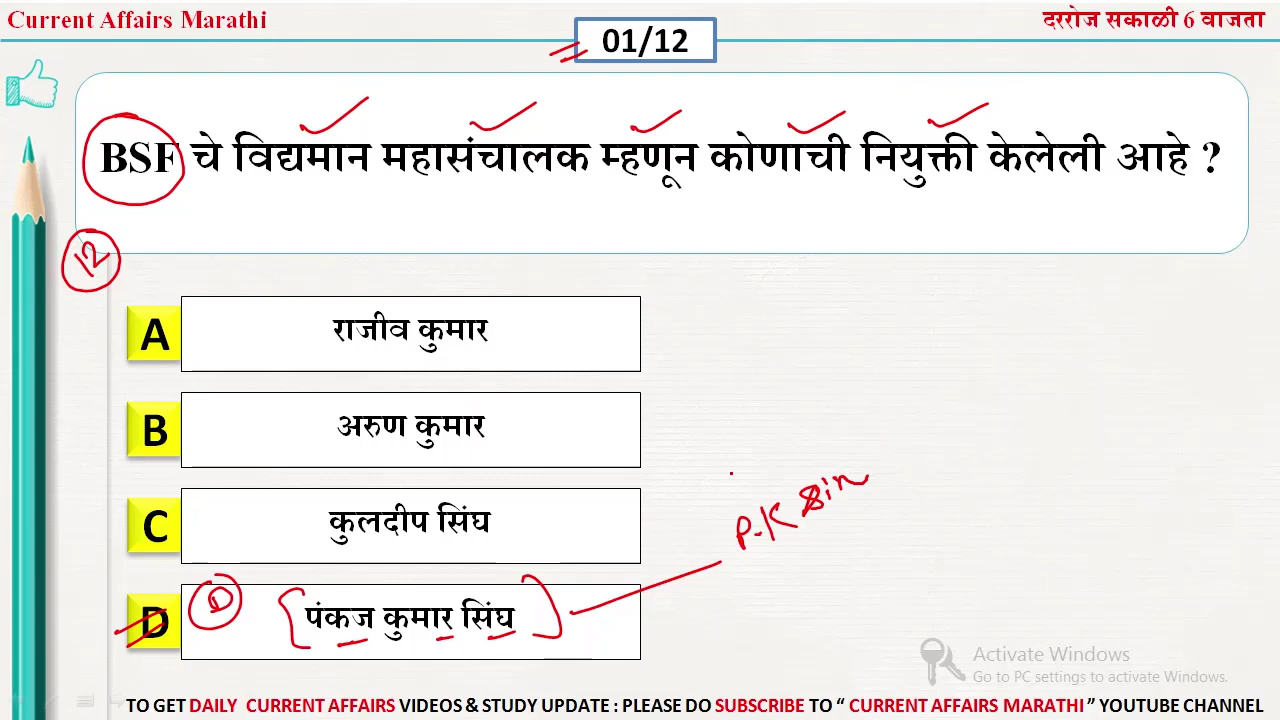 Current Affairs Marathi
दररोज सकाळी 6 वाजता
01/12
BSF चे विद्यमान महासंचालक म्हणून कोणाची नियुक्ती केलेली आहे ?
12
A
राजीव कुमार
B
अरुण कुमार
C
कुलदीप सिंघ
P.K Sin
D
D
पंकज कुमार सिंघ
Activate Windows
Go to PC settings to activate Windows.
TO GET DAILY CURRENT AFFAIRS VIDEOS & STUDY UPDATE : PLEASE DO SUBSCRIBE TO “ CURRENT AFFAIRS MARATHI ” YOUTUBE CHANNEL